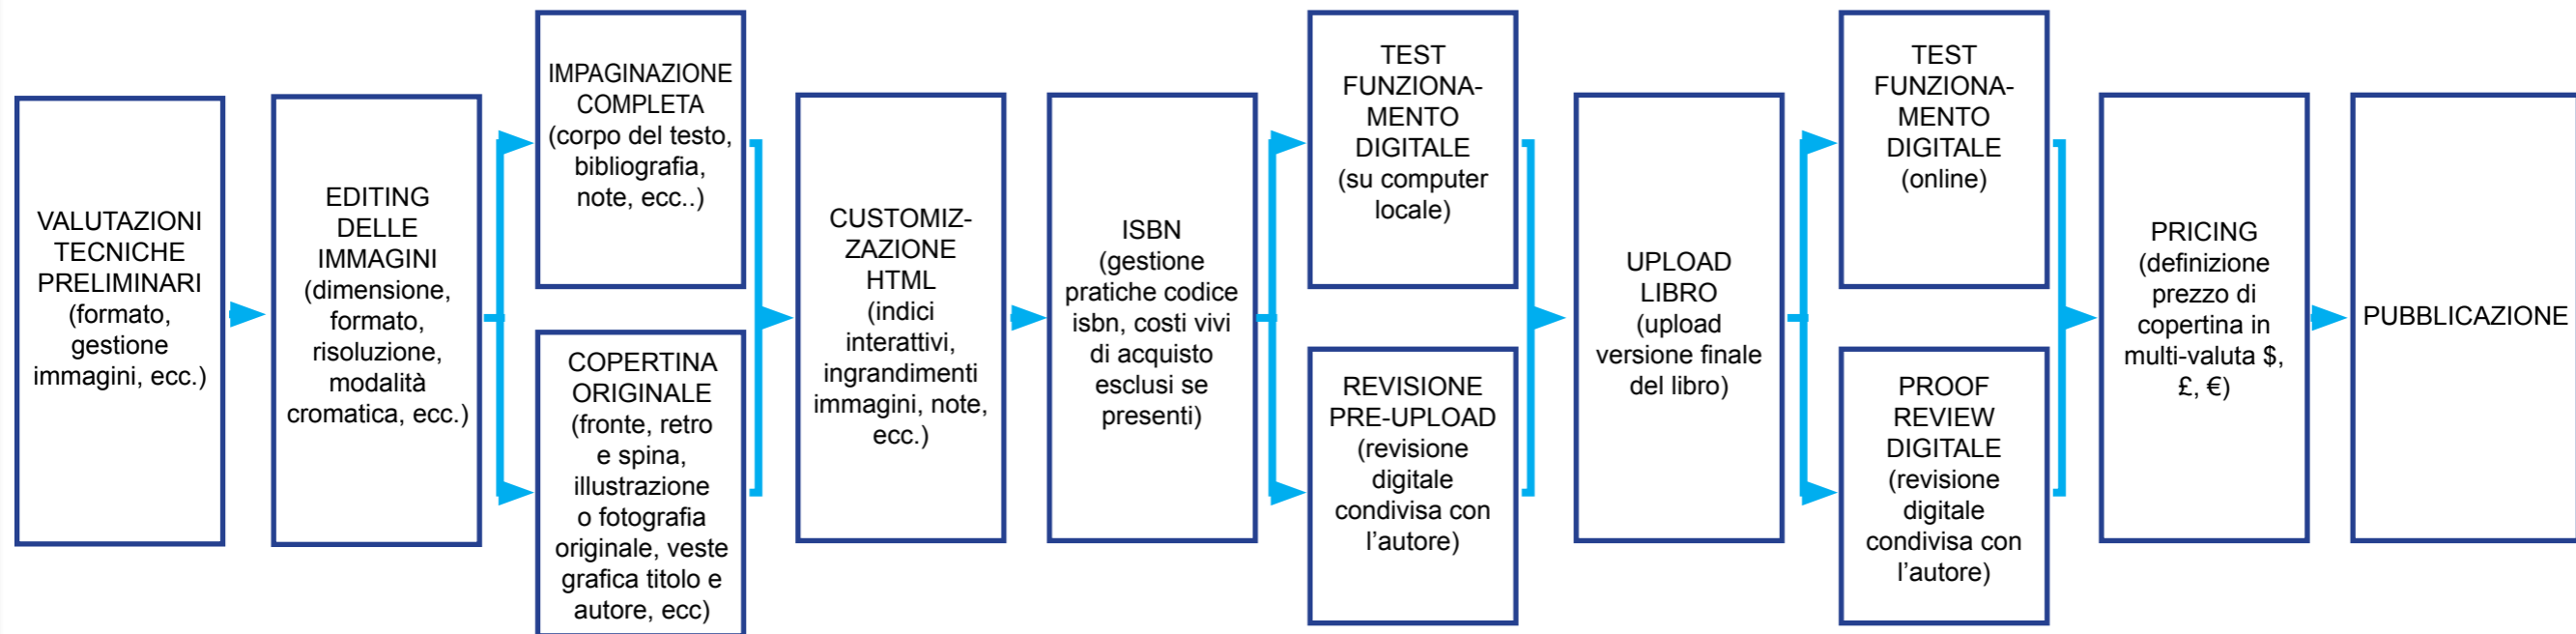 VALUTAZIONI
TECNICHE
PRELIMINARI
(formato,
gestione
immagini, ecc.)
EDITING
DELLE
IMMAGINI
(dimensione,
formato,
risoluzione,
modalità
cromatica, ecc.)
IMPAGINAZIONE
COMPLETA
(corpo del testo,
bibliografia,
note, ecc..)
COPERTINA
ORIGINALE
(fronte, retro
e spina,
illustrazione
o fotografia
originale, veste
grafica titolo e
autore, ecc)
CUSTOMIZ-
ZAZIONE
HTML
(indici
interattivi,
ingrandimenti
immagini, note,
ecc.)
ISBN
(gestione
pratiche codice
isbn, costi vivi
di acquisto
esclusi se
presenti)
TEST
FUNZIONA-
MENTO
DIGITALE
(su computer
locale)
REVISIONE
PRE-UPLOAD
(revisione
digitale
condivisa con
l’autore)
UPLOAD
LIBRO
(upload
versione finale
del libro)
TEST
FUNZIONA-
MENTO
DIGITALE
(online)
PROOF
REVIEW
DIGITALE
(revisione
digitale
condivisa con
l’autore)
PRICING
(definizione
prezzo di
copertina in
multi-valuta $,
£, €)
PUBBLICAZIONE